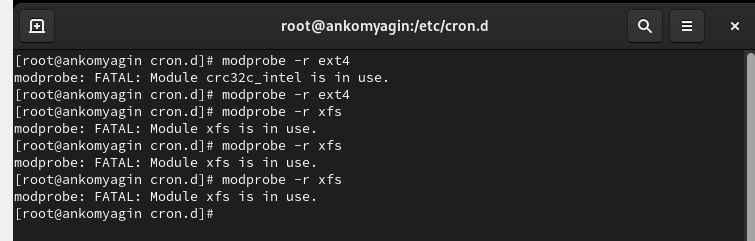 root@ankomyagin:/etc/cron.d
[root@ankomyagin cron.d]# modprobe -r ext4
modprobe: FATAL: Module crc32c_intel is in use.
[root@ankomyagin cron.d]# modprobe -r ext4
[root@ankomyagin cron.d]# modprobe -r xfs
modprobe: FATAL: Module xfs is in use.
[root@ankomyagin cron.d]# modprobe -r xfs
modprobe: FATAL: Module xfs is in use.
[root@ankomyagin cron.d]# modprobe -r xfs
modprobe: FATAL: Module xfs is in use.
[root@ankomyagin cron.d]#